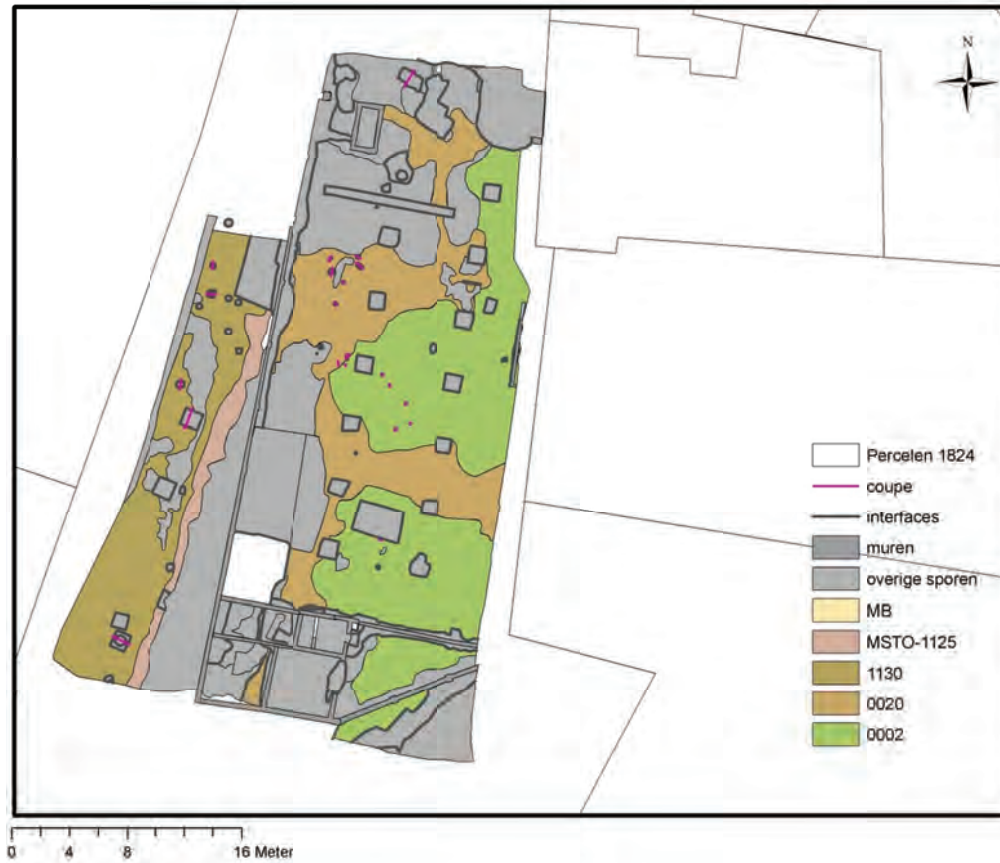 N
Percelen 1824
coupe
interfaces
muren
overige sporen
MB
MSTO-1125
1130
0020
0002
0 4 8 16 Meter